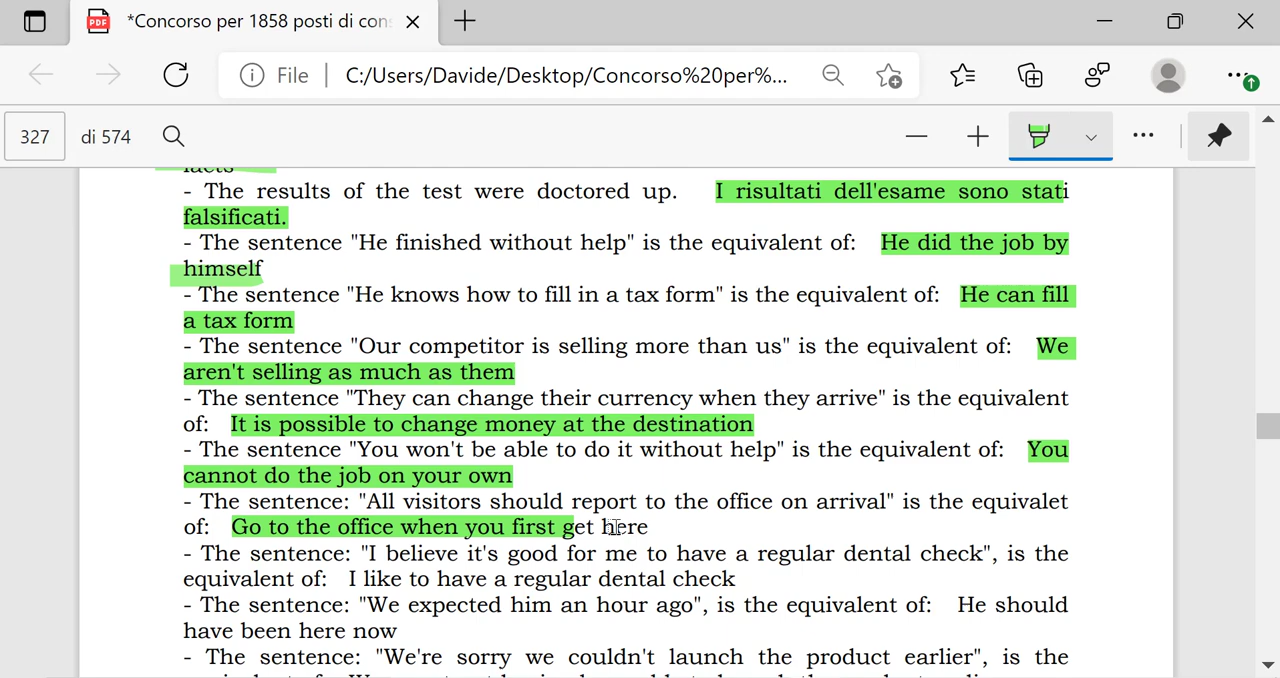 *Concorso per 1858 posti di con
File
C:/Users/Davide/Desktop/Concorso%20per%...
327 di 574
facts
- The results of the test were doctored up. I risultati dell'esame sono stati
falsificati.
- The sentence "He finished without help" is the equivalent of: He did the job by
himself
- The sentence "He knows how to fill in a tax form" is the equivalent of: He can fill
a tax form
- The sentence "Our competitor is selling more than us" is the equivalent of: We
aren't selling as much as them
- The sentence "They can change their currency when they arrive" is the equivalent
of: It is possible to change money at the destination
- The sentence "You won't be able to do it without help" is the equivalent of: You
cannot do the job on your own
- The sentence: "All visitors should report to the office on arrival" is the equivalet
of: Go to the office when you first get here
- The sentence: "I believe it's good for me to have a regular dental check", is the
equivalent of: I like to have a regular dental check
- The sentence: "We expected him an hour ago", is the equivalent of: He should
have been here now
- The sentence: "We're sorry we couldn't launch the product earlier", is the